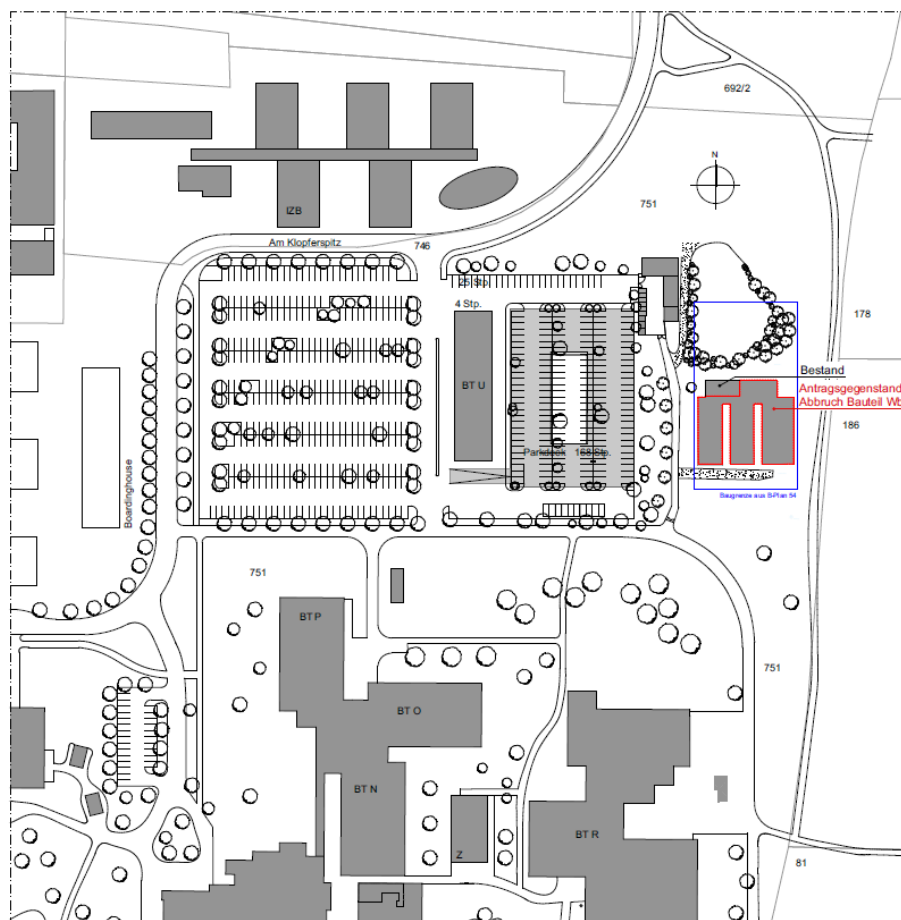 692/2
N
751
IZB
Am Klopferspitz
746
25 Stp.
4 Stp.
178
Bestand
Antragsgegenstand
Abbruch Bauteil Wb
BT U
186
Parkdeck 168 Stp.
Baugrenze aus B-Plan 54
Boardinghouse
751
BT P
751
BT O
BT N
BT R
Z
81